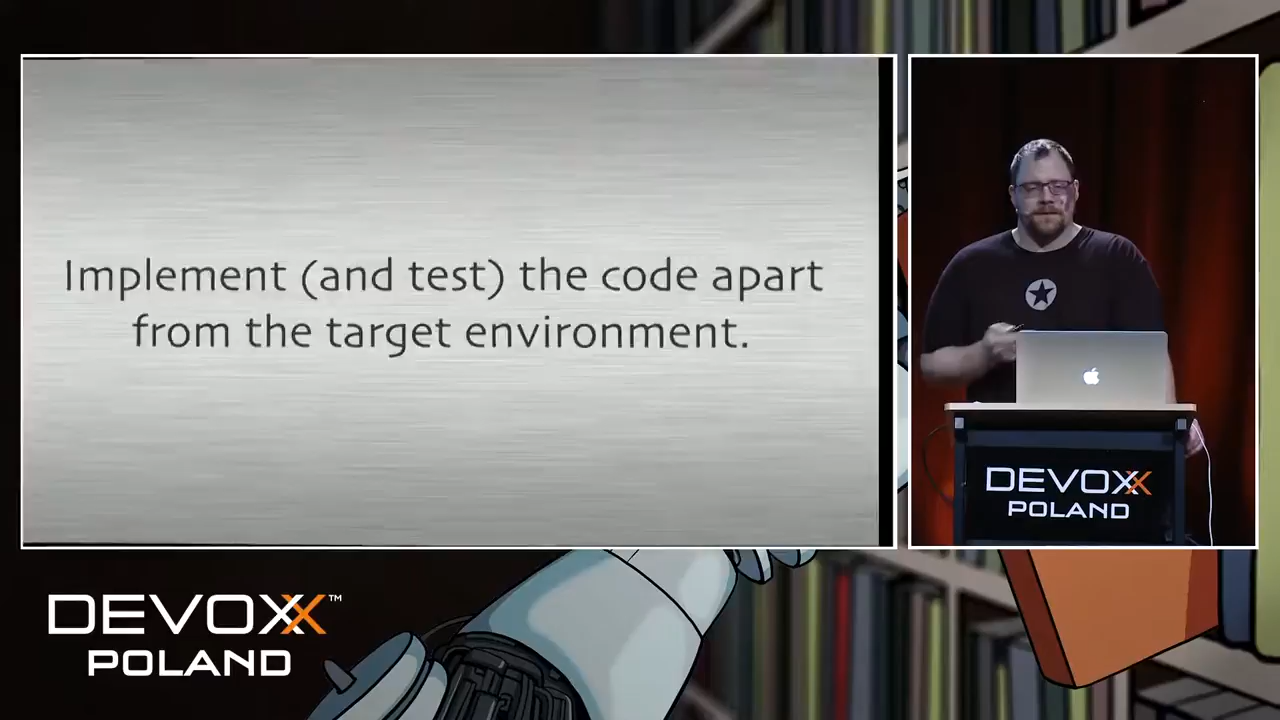 Implement (and test) the code apart
from the target environment.
DEVOXX
POLAND
DEVOXX™
POLAND